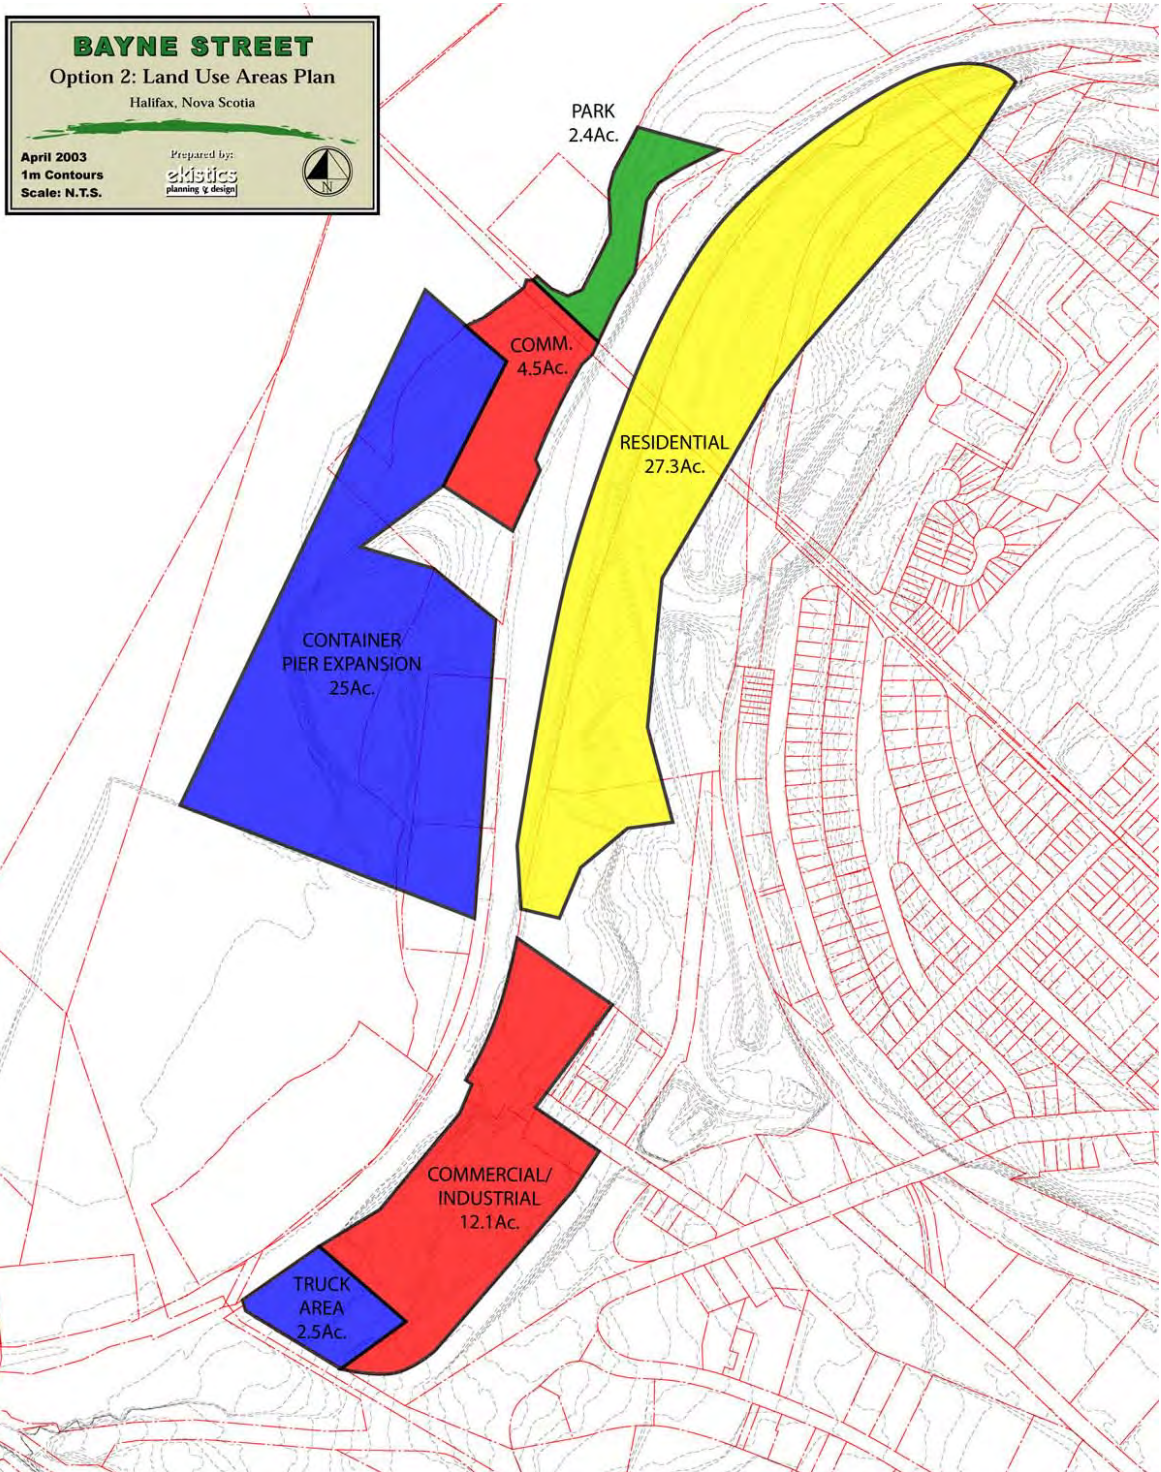 BAYNE STREET
Option 2: Land Use Areas Plan
Halifax, Nova Scotia
April 2003
1m Contours
Scale: N.T.S.
Prepared by:
ekistics
planning & design
N
PARK
2.4Ac.
COMM.
4.5Ac.
RESIDENTIAL
27.3Ac.
CONTAINER
PIER EXPANSION
25Ac.
COMMERCIAL/
INDUSTRIAL
12.1Ac.
TRUCK
AREA
2.5Ac.